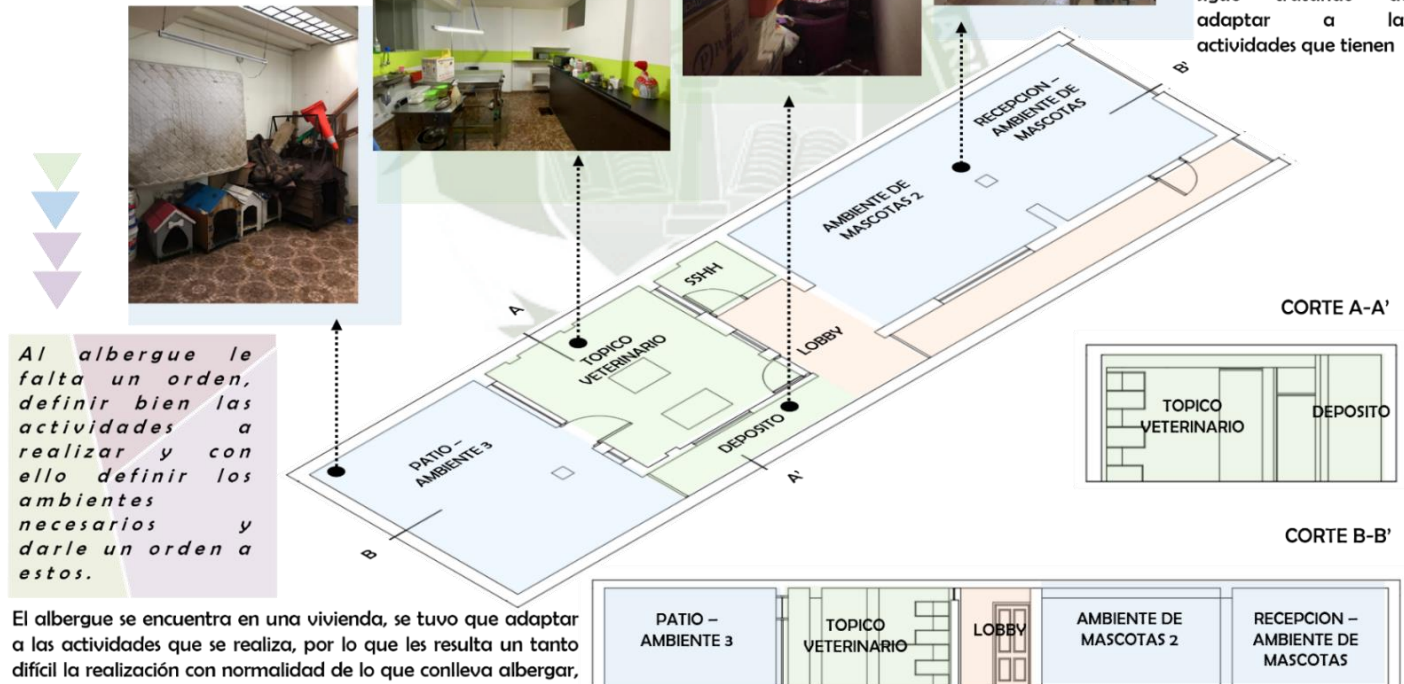 adaptar a la
actividades que tienen
B'
RECEPCION –
AMBIENTE DE
MASCOTAS
AMBIENTE DE
MASCOTAS 2
SSHH
A
LOBBY
TOPICO
VETERINARIO
DEPOSITO
A'
PATIO –
AMBIENTE 3
B
CORTE A-A'
TOPICO
VETERINARIO
DEPOSITO
Al albergue le
falta un orden,
definir bien las
actividades a
realizar y con
ello definir los
ambientes
necesarios y
darle un orden a
estos.
CORTE B-B'
El albergue se encuentra en una vivienda, se tuvo que adaptar
a las actividades que se realiza, por lo que les resulta un tanto
difícil la realización con normalidad de lo que conlleva albergar,
PATIO –
AMBIENTE 3
TOPICO
VETERINARIO
LOBBY
AMBIENTE DE
MASCOTAS 2
RECEPCION –
AMBIENTE DE
MASCOTAS